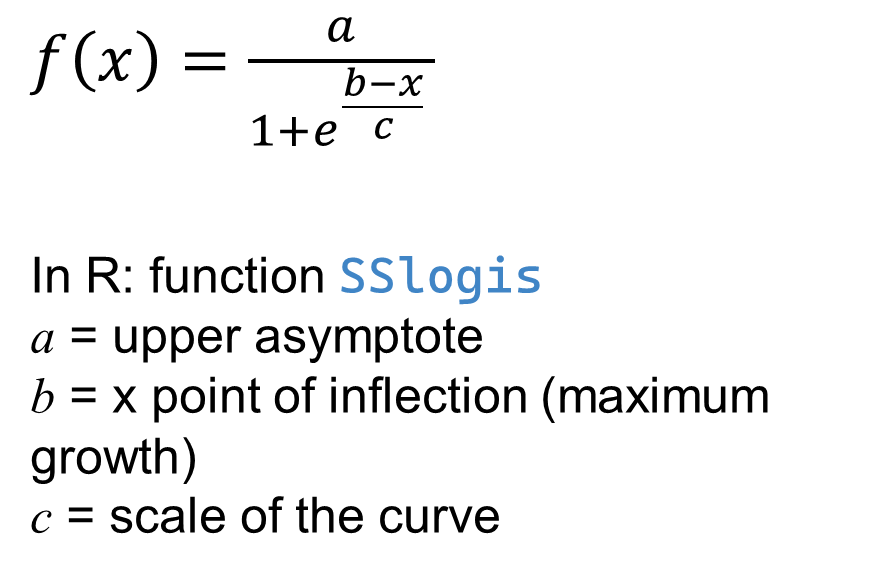 f(x) = a / (1+e^((b−x)/c))
In R: function SSlogis
a = upper asymptote
b = x point of inflection (maximum
growth)
c = scale of the curve